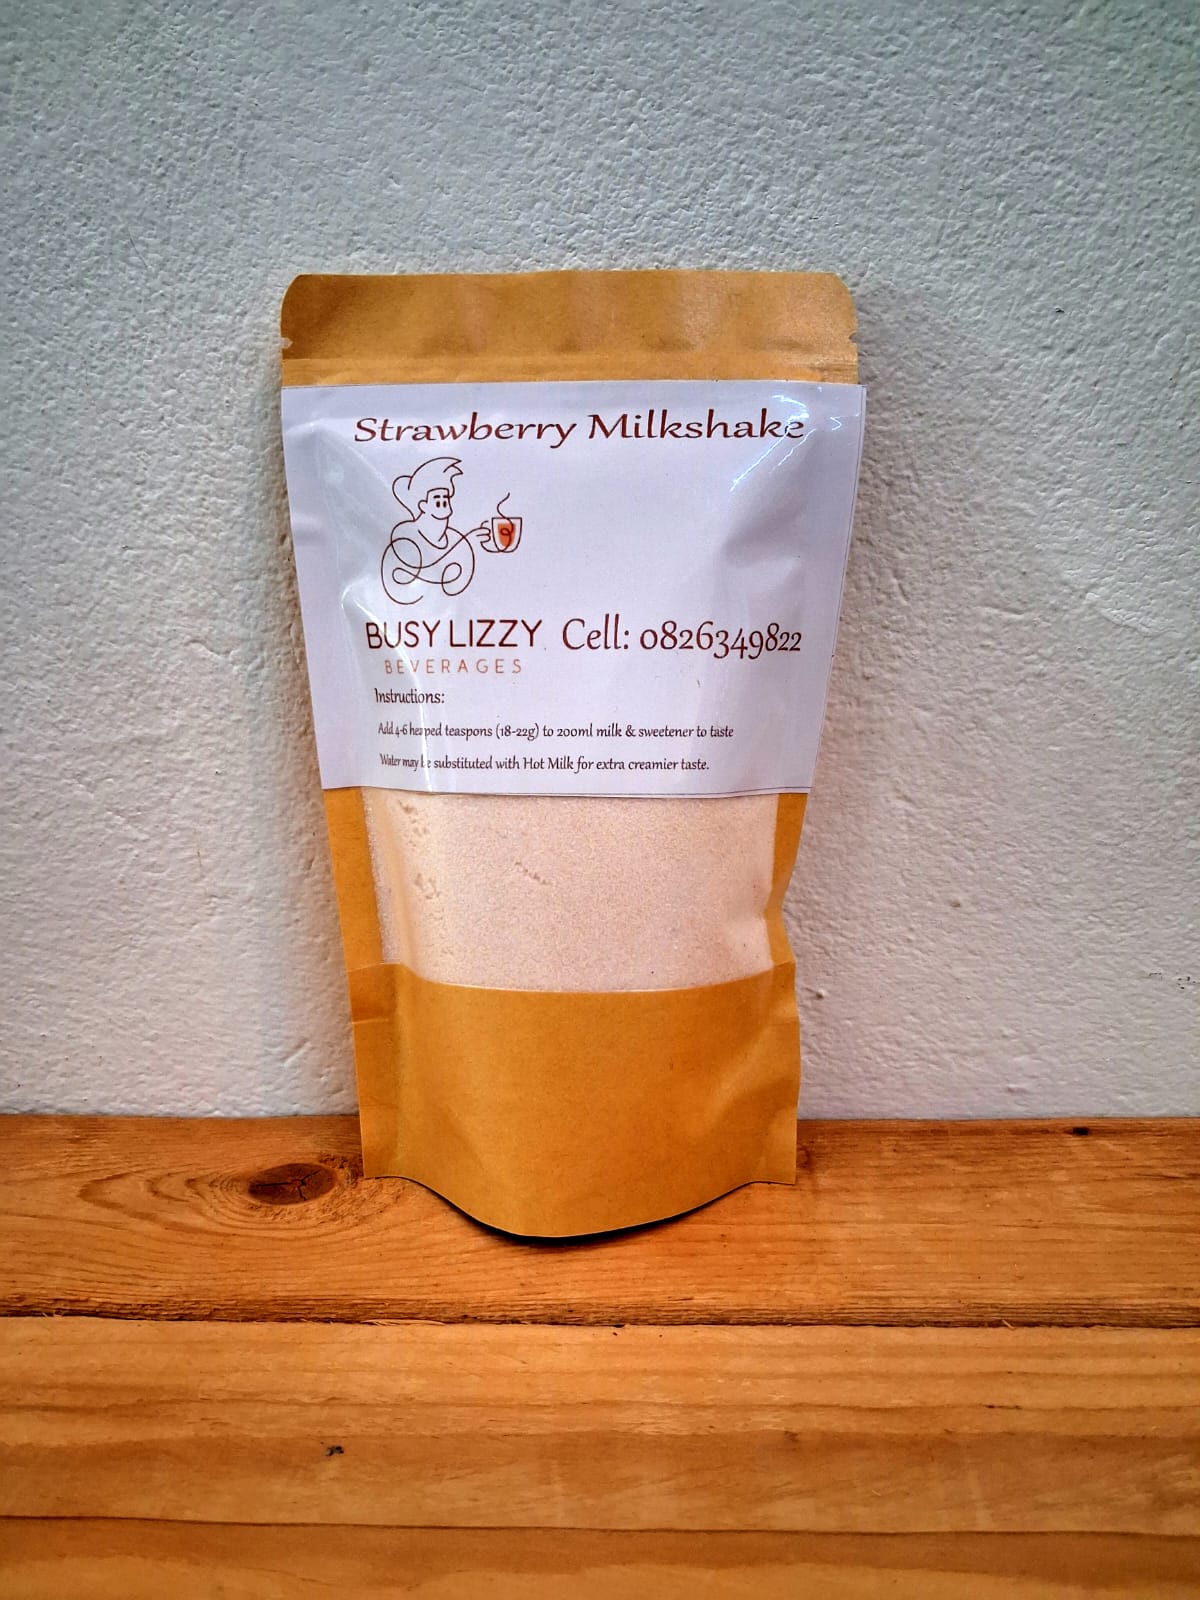 Strawberry Milkshake
BUSY LIZZY Cell: 0826349822
BEVERAGES
Instructions:
Add 4-6 heaped teaspons (18-22g) to 200ml milk & sweetener to taste
Water may be substituted with Hot Milk for extra creamier taste.